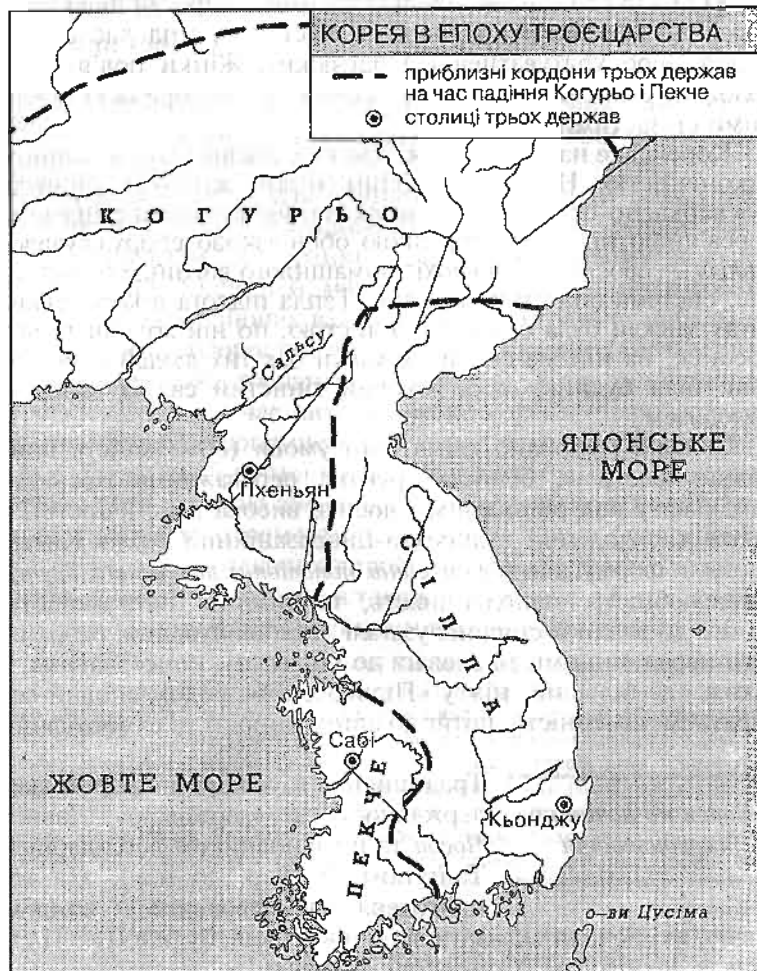 КОРЕЯ В ЕПОХУ ТРОЄЦАРСТВА
приблизні кордони трьох держав
на час падіння Когурьо і Пекче
столиці трьох держав
КОГУРЬО
Сальсу
Пхеньян
ЯПОНСЬКЕ
МОРЕ
СІЛЛА
Сабі
ЖОВТЕ МОРЕ
ПЕКЧЕ
Кьонджу
о-ви Цусіма